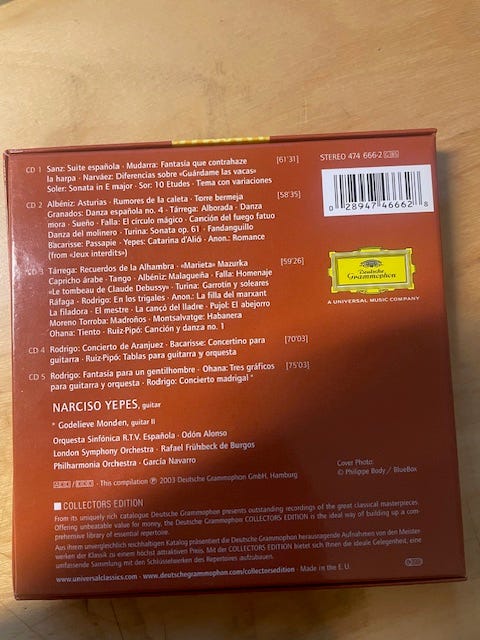 CD 1 Sanz: Suite española · Mudarra: Fantasía que contrahaze [61'31]
la harpa · Narváez: Diferencias sobre «Guárdame las vacas»
Soler: Sonata in E major · Sor: 10 Etudes · Tema con variations
CD 2 Albéniz: Asturias · Rumores de la caleta · Torre bermeja [58'35]
Granados: Danza española no. 4 · Tárrega: Alborada · Danza
mora · Sueño · Falla: El círculo mágico · Canción del fuego fatuo
Danza del molinero · Turina: Sonata op. 61 · Fandanguillo
Bacarisse: Passapie · Yepes: Catarina d'Alió · Anon.: Romance
(from «Jeux interdits»)
CD 3 Tárrega: Recuerdos de la Alhambra · «Marieta» Mazurka [59'26]
Capricho árabe · Tango · Albéniz: Malagueña · Falla: Homenaje
«Le tombeau de Claude Debussy» · Turina: Garrotín y soleares
Ráfaga · Rodrigo: En los trigales · Anon.: La filla del marxant
La filadora · El mestre · La cançó del lladre · Pujol: El abejorro
Moreno Torroba: Madroños · Montsalvatge: Habanera
Ohana: Tiento · Ruiz-Pipó: Canción y danza no. 1
CD 4 Rodrigo: Concierto de Aranjuez · Bacarisse: Concertino para [70'03]
guitarra · Ruiz-Pipó: Tablas para guitarra y orquesta
CD 5 Rodrigo: Fantasía para un gentilhombre · Ohana: Tres gráficos [75'03]
para guitarra y orquesta · Rodrigo: Concierto madrigal *
NARCISO YEPES, guitar
* Godelieve Monden, guitar II
Orquesta Sinfónica R.T.V. Española · Odón Alonso
London Symphony Orchestra · Rafael Frühbeck de Burgos
Philharmonia Orchestra · García Navarro
This compilation ℗ 2003 Deutsche Grammophon GmbH, Hamburg
STEREO 474 666-2
0 28947 46662 8
Deutsche
Grammophon
A UNIVERSAL MUSIC COMPANY
Cover Photo:
© Philippe Body / BlueBox
COLLECTORS EDITION
From its uniquely rich catalogue Deutsche Grammophon presents outstanding recordings of the great classical masterpieces.
Offering unbeatable value for money, the Deutsche Grammophon COLLECTORS EDITION is the ideal way of building up a com-
prehensive library of essential repertoire.
Aus ihrem unvergleichlich reichhaltigen Katalog präsentiert die Deutsche Grammophon herausragende Aufnahmen von den Meister-
werken der Klassik zu einem höchst attraktiven Preis. Mit der COLLECTORS EDITION bietet sich Ihnen die ideale Gelegenheit, eine
umfassende Sammlung mit den Schlüsselwerken des Repertoires aufzubauen.
www.universalclassics.com · www.deutschegrammophon.com/collectorsedition · Made in the E.U.